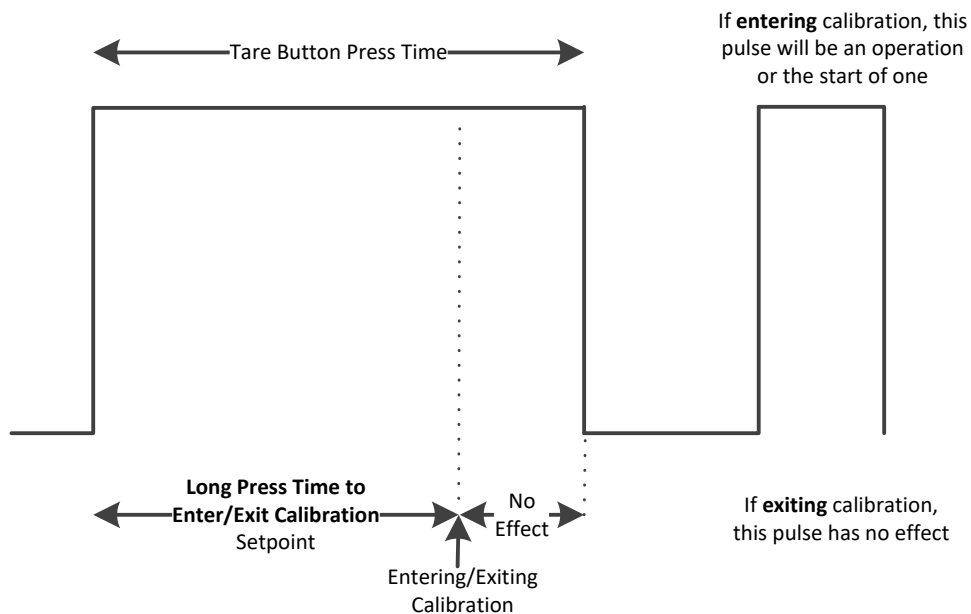 If entering calibration, this
pulse will be an operation
or the start of one
Tare Button Press Time
Long Press Time to
Enter/Exit Calibration
Setpoint
No
Effect
Entering/Exiting
Calibration
If exiting calibration,
this pulse has no effect